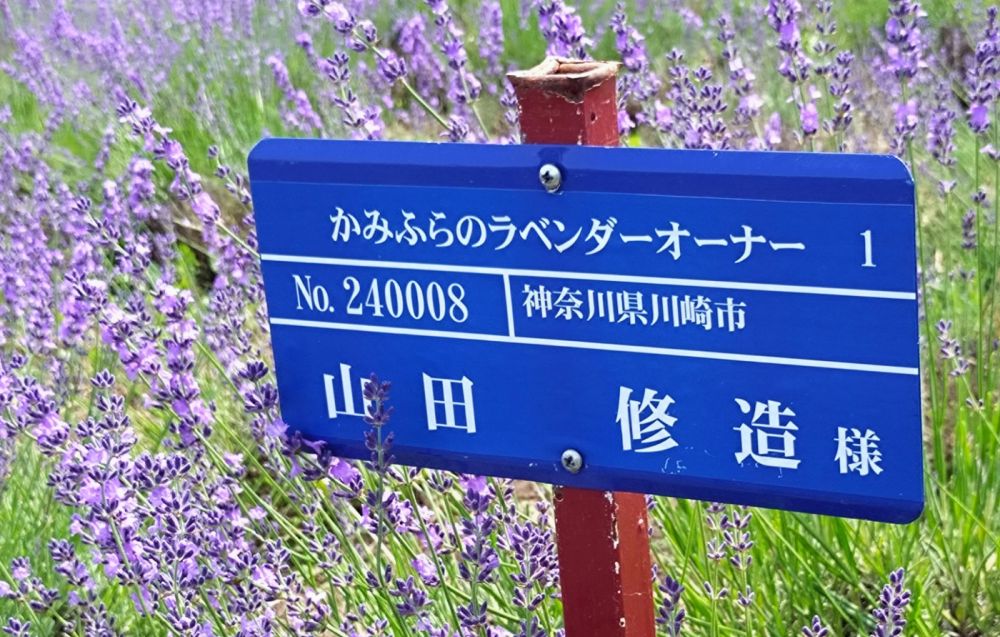 かみふらのラベンダーオーナー 1
No. 240008 神奈川県川崎市
山田 修造 様